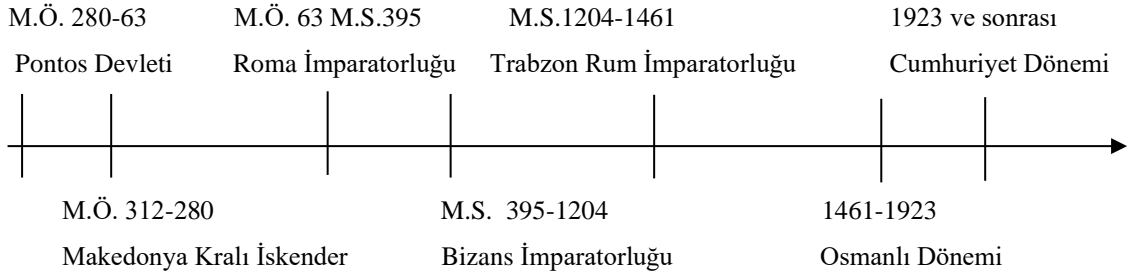 M.Ö. 280-63 M.Ö. 63 M.S.395 M.S.1204-1461 1923 ve sonrası
Pontos Devleti Roma İmparatorluğu Trabzon Rum İmparatorluğu Cumhuriyet Dönemi
M.Ö. 312-280 M.S. 395-1204 1461-1923
Makedonya Kralı İskender Bizans İmparatorluğu Osmanlı Dönemi